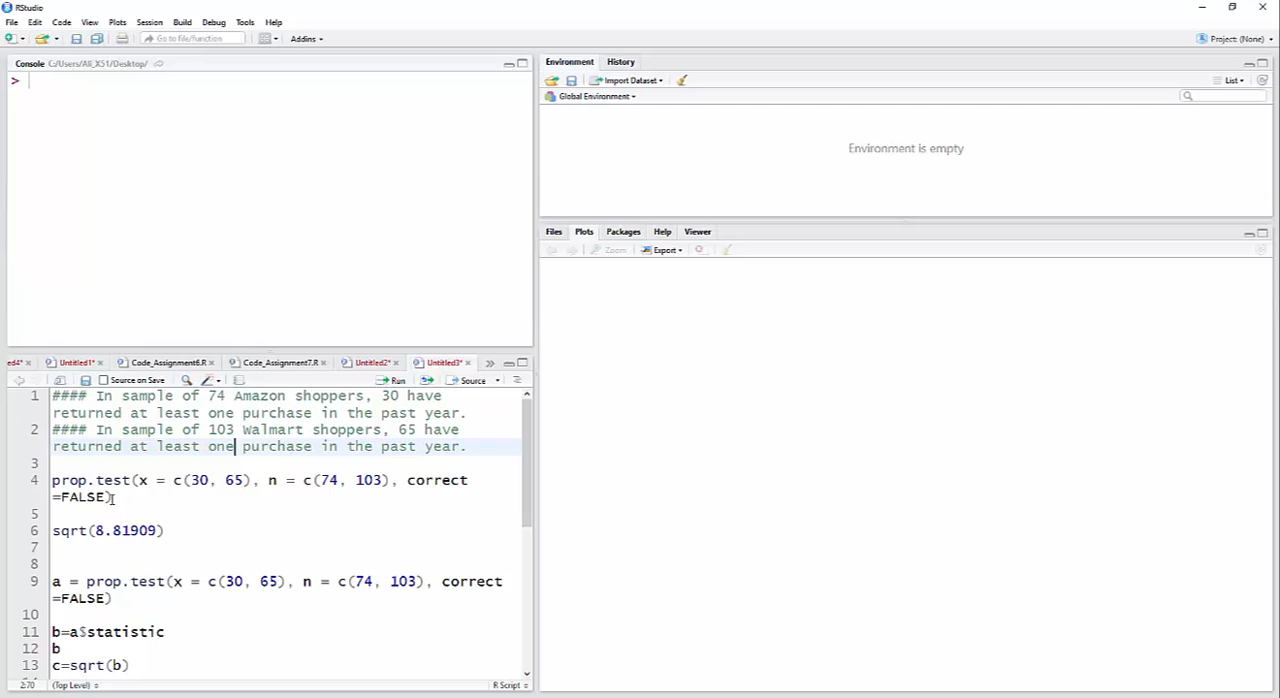 RStudio
File Edit Code View Plots Session Build Debug Tools Help
Go to file/function Addins Project: (None)
Console C:/Users/Ali_X51/Desktop/
>
Environment History
Import Dataset List
Global Environment
Environment is empty
Files Plots Packages Help Viewer
Zoom Export
ed4* Untitled1* Code_Assignment6.R Code_Assignment7.R Untitled2* Untitled3*
Source on Save Run Source
1 #### In sample of 74 Amazon shoppers, 30 have
returned at least one purchase in the past year.
2 #### In sample of 103 Walmart shoppers, 65 have
returned at least one purchase in the past year.
3
4 prop.test(x = c(30, 65), n = c(74, 103), correct
=FALSE)
5
6 sqrt(8.81909)
7
8
9 a = prop.test(x = c(30, 65), n = c(74, 103), correct
=FALSE)
10
11 b=a$statistic
12 b
13 c=sqrt(b)
2:70 (Top Level) R Script